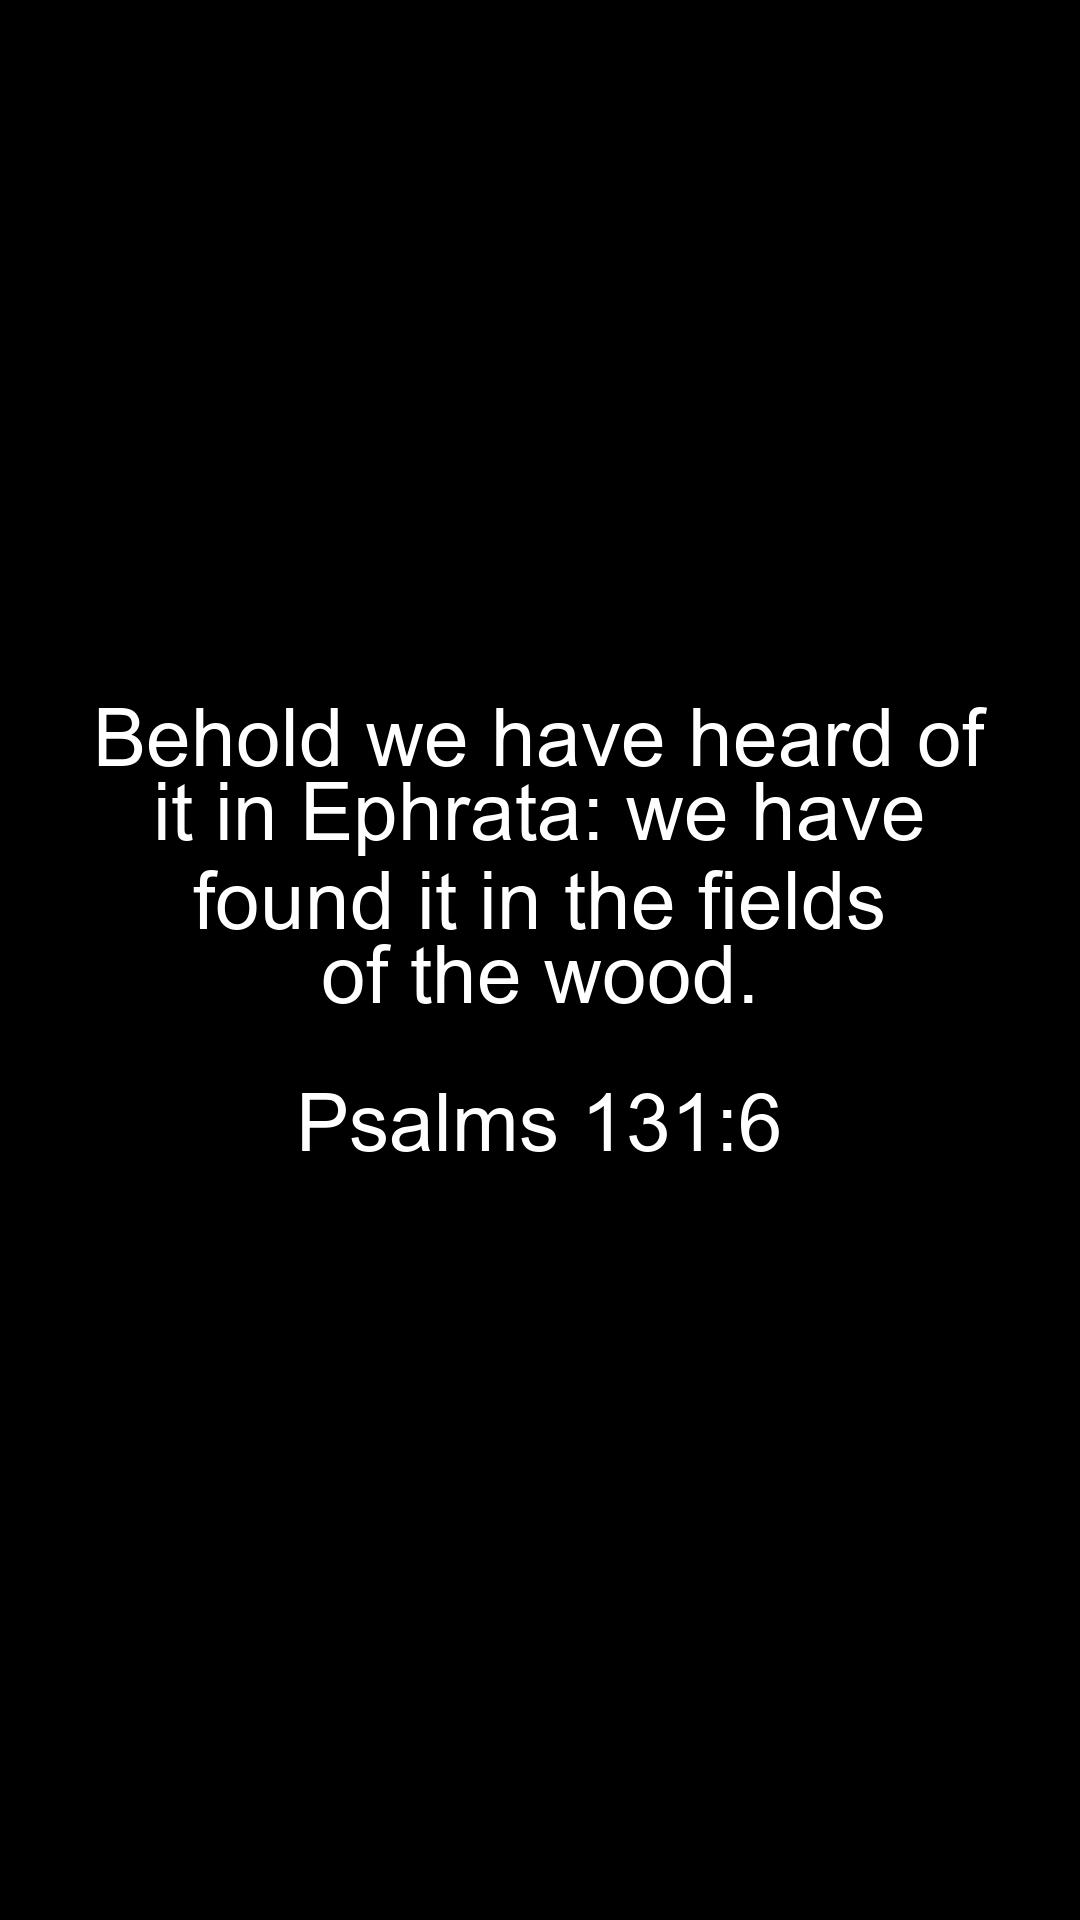 Behold we have heard of
it in Ephrata: we have
found it in the fields
of the wood.
Psalms 131:6